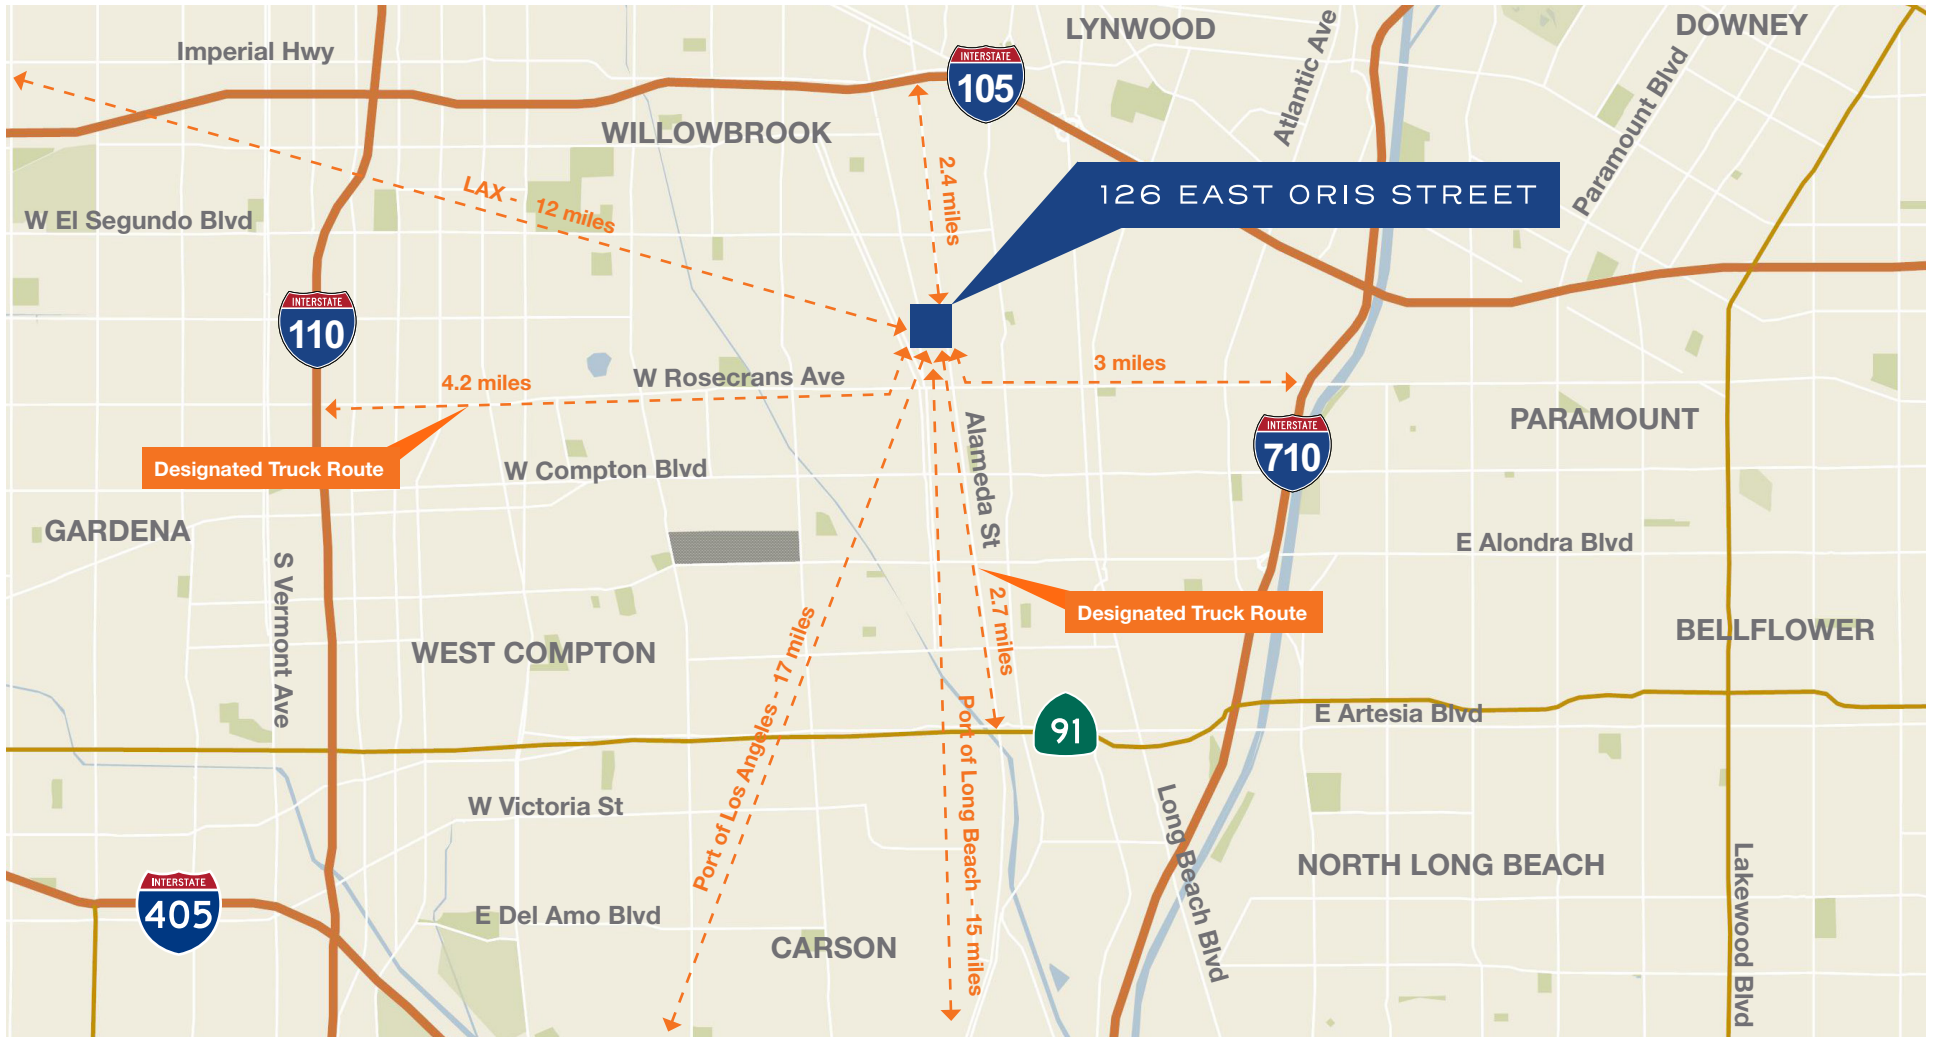 LYNWOOD
DOWNEY
Imperial Hwy
Atlantic Ave
INTERSTATE
105
Paramount Blvd
WILLOWBROOK
2.4 miles
126 EAST ORIS STREET
LAX - 12 miles
W El Segundo Blvd
INTERSTATE
110
4.2 miles
W Rosecrans Ave
3 miles
Alameda St
PARAMOUNT
INTERSTATE
710
Designated Truck Route
W Compton Blvd
GARDENA
E Alondra Blvd
S Vermont Ave
2.7 miles
Designated Truck Route
BELLFLOWER
WEST COMPTON
Port of Los Angeles - 17 miles
Port of Long Beach - 15 miles
91
E Artesia Blvd
W Victoria St
Long Beach Blvd
NORTH LONG BEACH
Lakewood Blvd
INTERSTATE
405
E Del Amo Blvd
CARSON